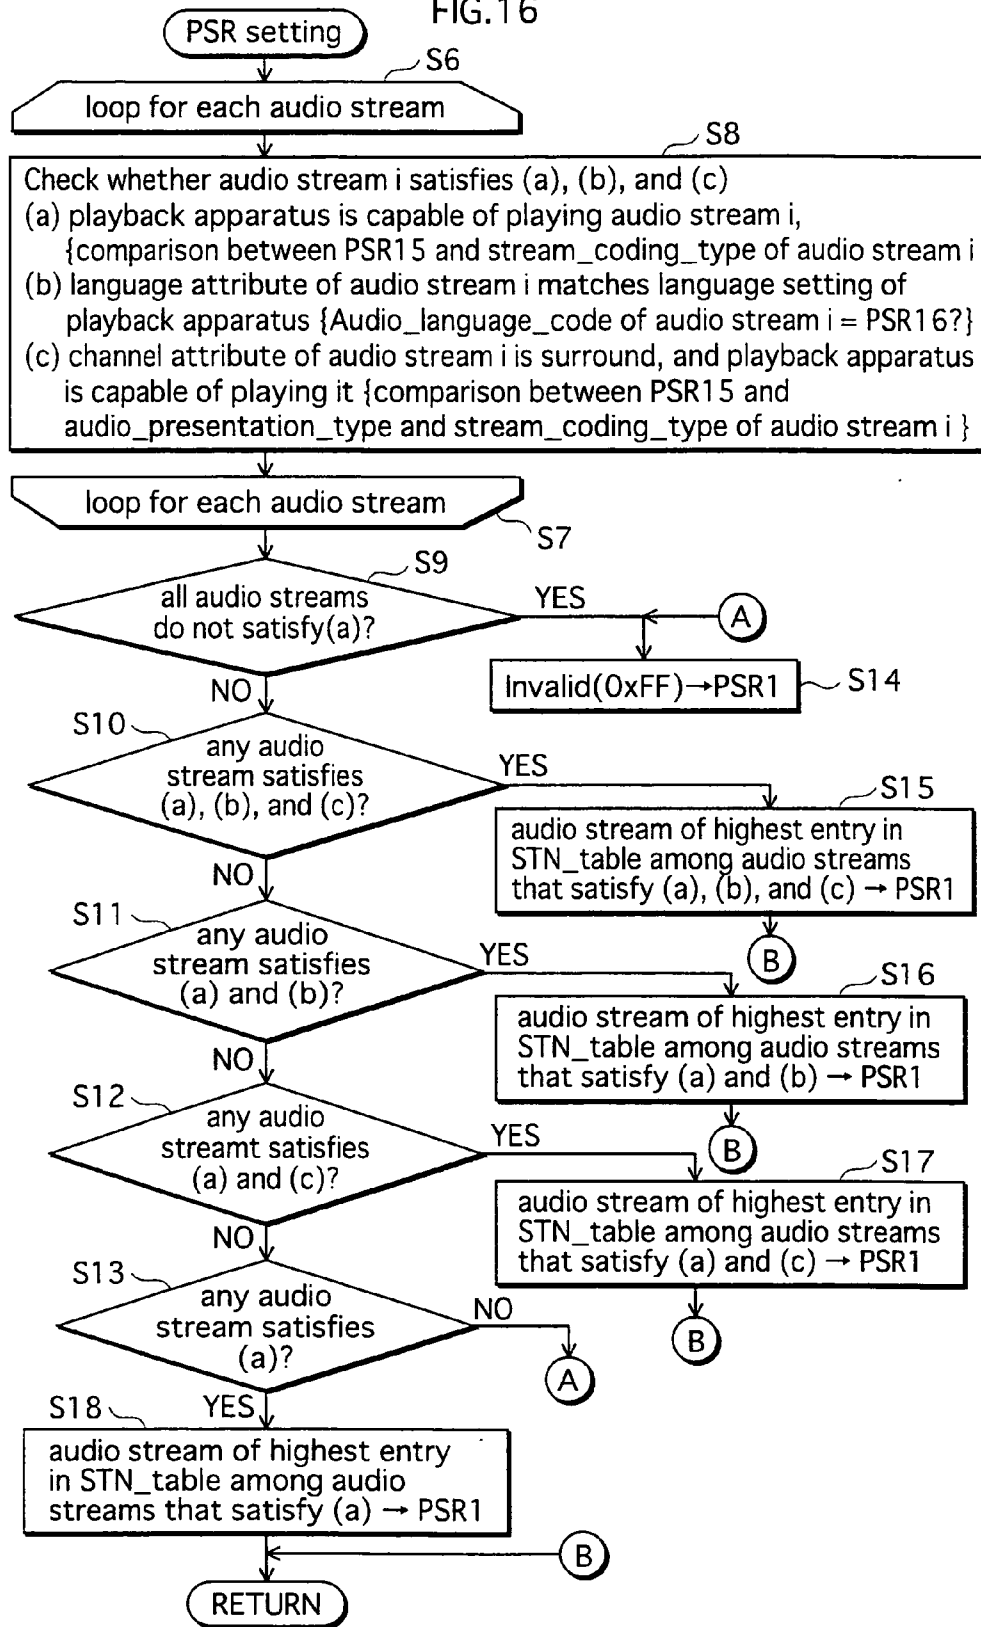 FIG.16
PSR setting
S6
loop for each audio stream
S8
Check whether audio stream i satisfies (a), (b), and (c)
(a) playback apparatus is capable of playing audio stream i,
{comparison between PSR15 and stream_coding_type of audio stream i
(b) language attribute of audio stream i matches language setting of
playback apparatus {Audio_language_code of audio stream i = PSR16?}
(c) channel attribute of audio stream i is surround, and playback apparatus
is capable of playing it {comparison between PSR15 and
audio_presentation_type and stream_coding_type of audio stream i }
loop for each audio stream
S7
S9
all audio streams
do not satisfy(a)?
YES
A
NO
Invalid(0xFF)→PSR1
S14
S10
any audio
stream satisfies
(a), (b), and (c)?
YES
S15
audio stream of highest entry in
STN_table among audio streams
that satisfy (a), (b), and (c) → PSR1
B
NO
S11
any audio
stream satisfies
(a) and (b)?
YES
S16
audio stream of highest entry in
STN_table among audio streams
that satisfy (a) and (b) → PSR1
B
NO
S12
any audio
streamt satisfies
(a) and (c)?
YES
S17
audio stream of highest entry in
STN_table among audio streams
that satisfy (a) and (c) → PSR1
B
NO
S13
any audio
stream satisfies
(a)?
NO
A
YES
S18
audio stream of highest entry
in STN_table among audio
streams that satisfy (a) → PSR1
B
RETURN